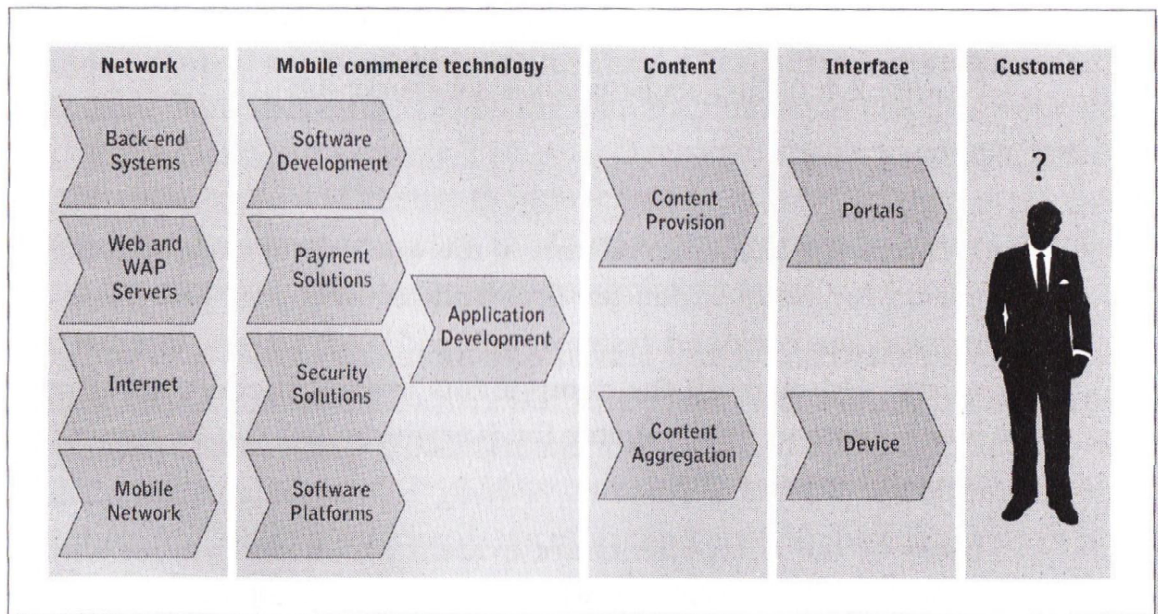 Network
Mobile commerce technology
Content
Interface
Customer
Back-end
Systems
Web and
WAP
Servers
Internet
Mobile
Network
Software
Development
Payment
Solutions
Security
Solutions
Software
Platforms
Application
Development
Content
Provision
Content
Aggregation
Portals
Device
?